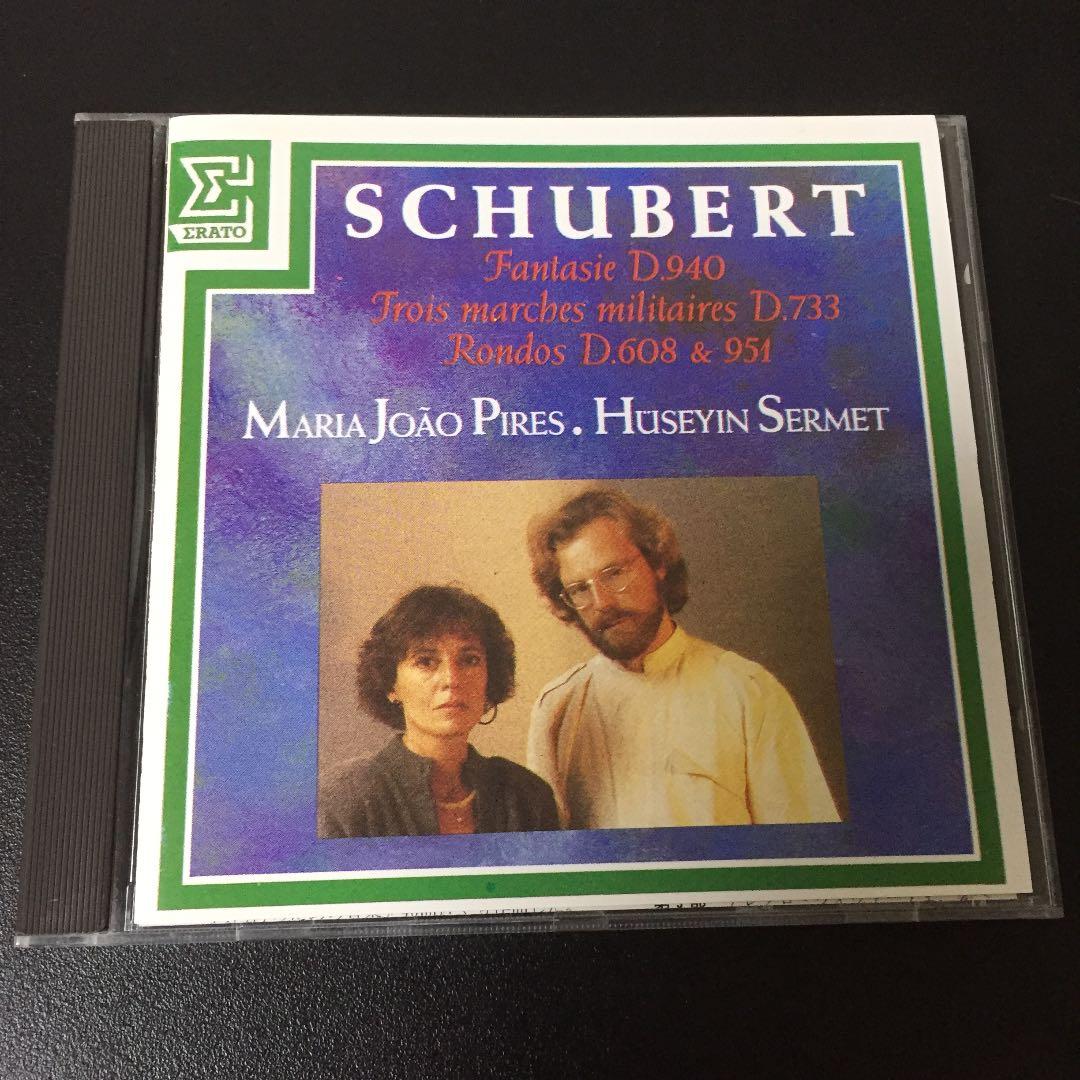 ΣRATO
SCHUBERT
Fantasie D.940
Trois marches militaires D.733
Rondos D.608 & 951
MARIA JOÃO PIRES . HÜSEYIN SERMET